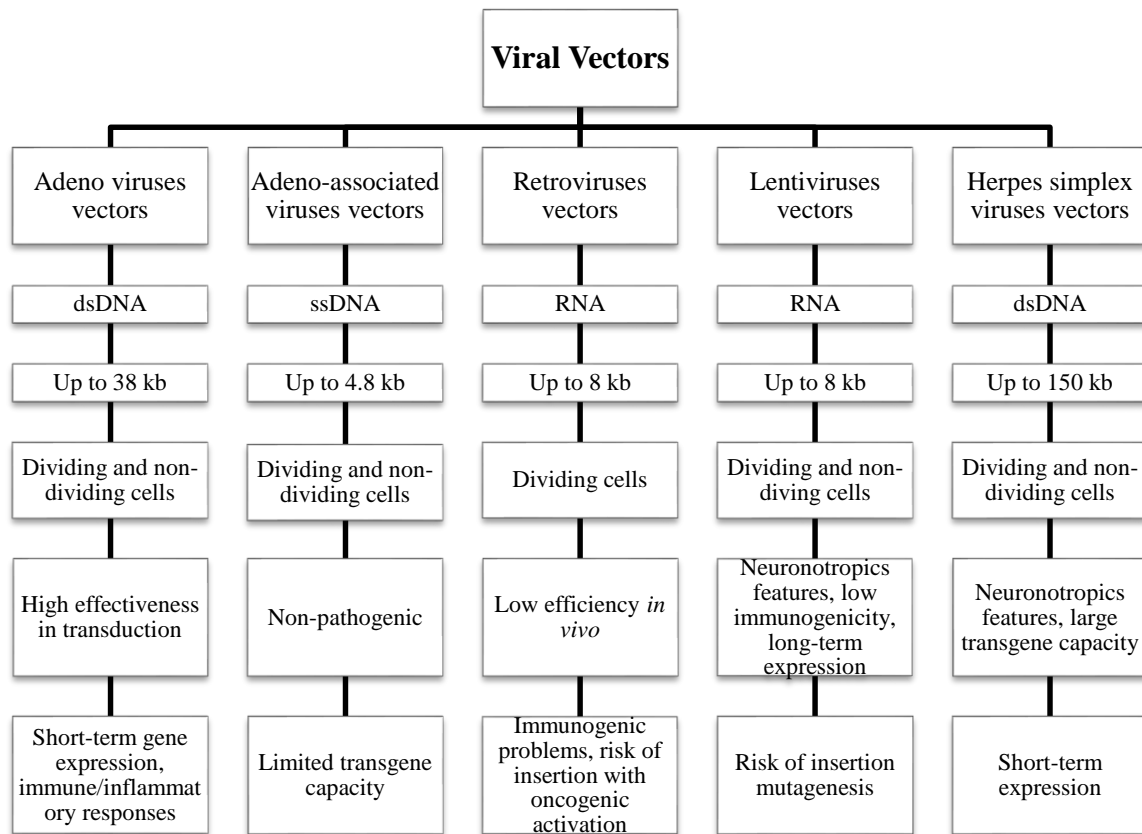 Viral Vectors
Adeno viruses
vectors
Adeno-associated
viruses vectors
Retroviruses
vectors
Lentiviruses
vectors
Herpes simplex
viruses vectors
dsDNA
ssDNA
RNA
RNA
dsDNA
Up to 38 kb
Up to 4.8 kb
Up to 8 kb
Up to 8 kb
Up to 150 kb
Dividing and non-
dividing cells
Dividing and non-
dividing cells
Dividing cells
Dividing and non-
diving cells
Dividing and non-
dividing cells
High effectiveness
in transduction
Non-pathogenic
Low efficiency in
vivo
Neuronotropics
features, low
immunogenicity,
long-term
expression
Neuronotropics
features, large
transgene capacity
Short-term gene
expression,
immune/inflammat
ory responses
Limited transgene
capacity
Immunogenic
problems, risk of
insertion with
oncogenic
activation
Risk of insertion
mutagenesis
Short-term
expression